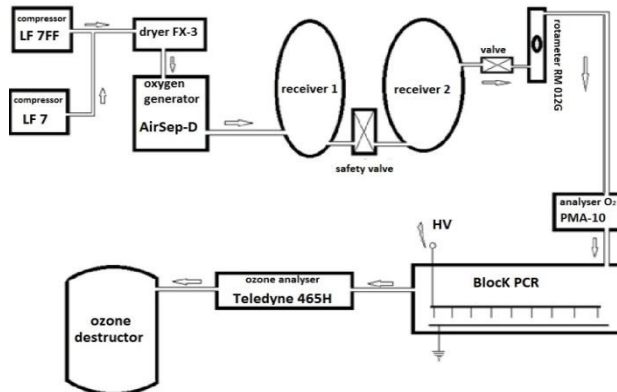 compressor
LF 7FF
dryer FX-3
compressor
LF 7
oxygen
generator
AirSep-D
receiver 1
safety valve
receiver 2
valve
rotameter RM 012G
analyser O₂
PMA-10
HV
BlocK PCR
ozone analyser
Teledyne 465H
ozone
destructor